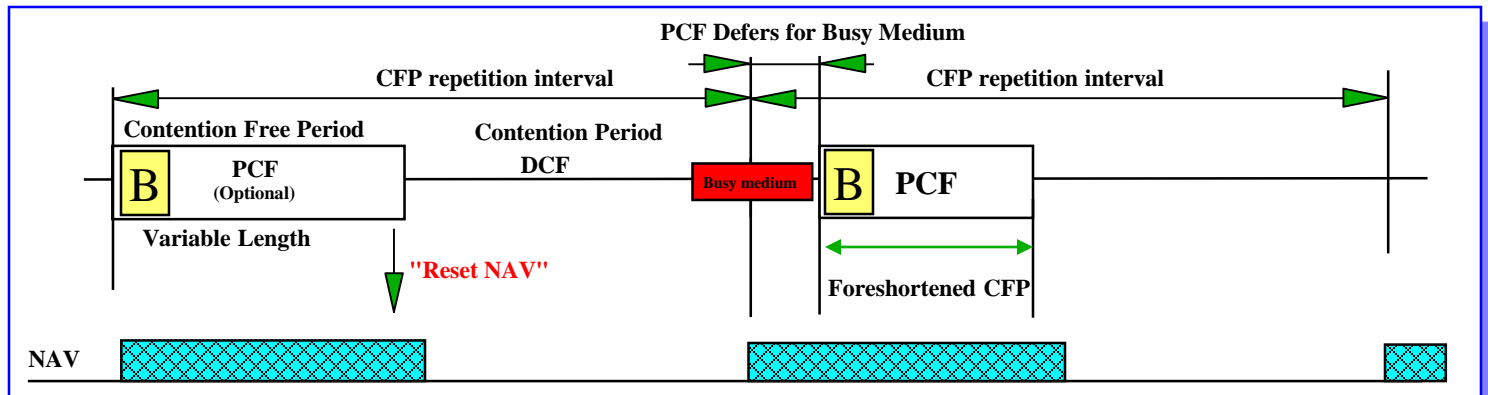 PCF Defers for Busy Medium
CFP repetition interval
CFP repetition interval
Contention Free Period
Contention Period
DCF
B
PCF
(Optional)
Busy medium
B
PCF
Variable Length
"Reset NAV"
Foreshortened CFP
NAV